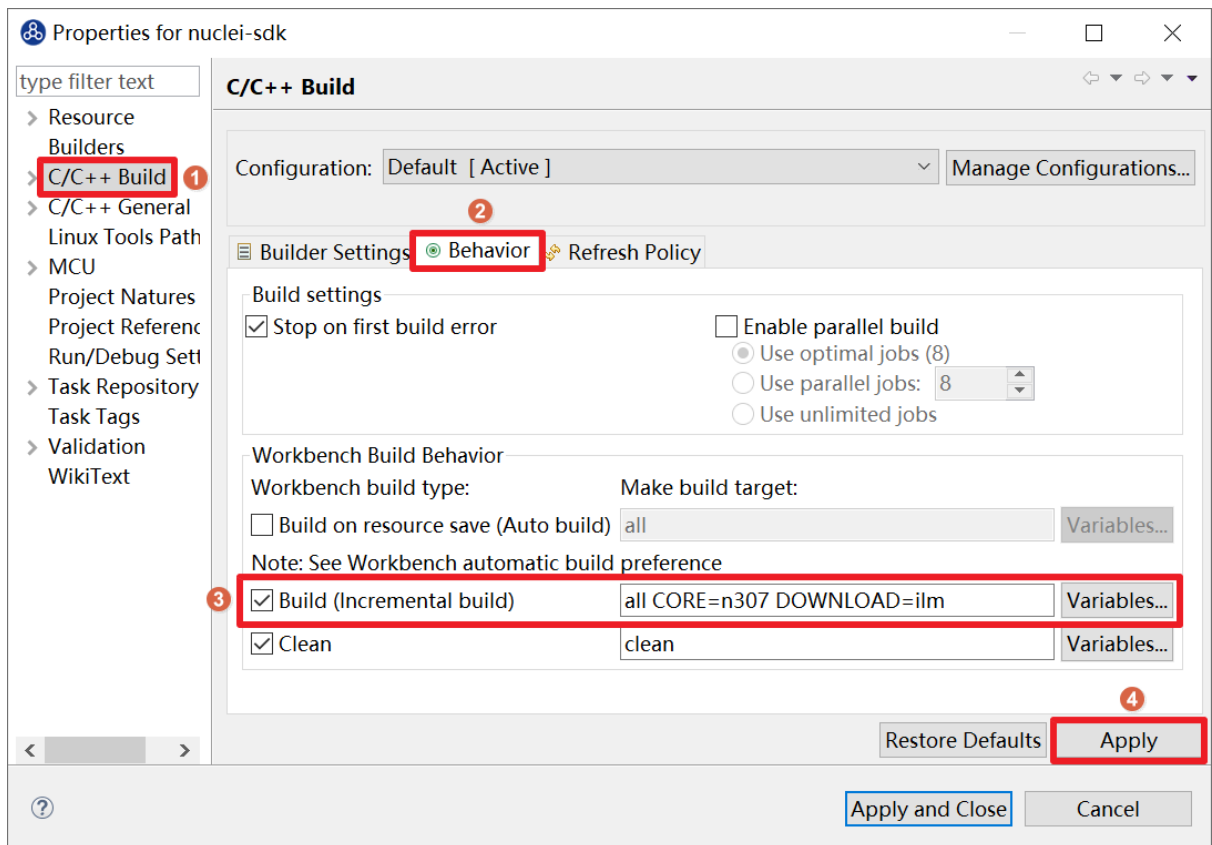 Properties for nuclei-sdk
type filter text
Resource
Builders
C/C++ Build
1
C/C++ General
Linux Tools Path
MCU
Project Natures
Project Referenc
Run/Debug Sett
Task Repository
Task Tags
Validation
WikiText
C/C++ Build
Configuration: Default [ Active ] Manage Configurations...
2
Builder Settings Behavior Refresh Policy
Build settings
Stop on first build error Enable parallel build
Use optimal jobs (8)
Use parallel jobs: 8
Use unlimited jobs
Workbench Build Behavior
Workbench build type: Make build target:
Build on resource save (Auto build) all Variables...
Note: See Workbench automatic build preference
3 Build (Incremental build) all CORE=n307 DOWNLOAD=ilm Variables...
Clean clean Variables...
4
Restore Defaults Apply
? Apply and Close Cancel